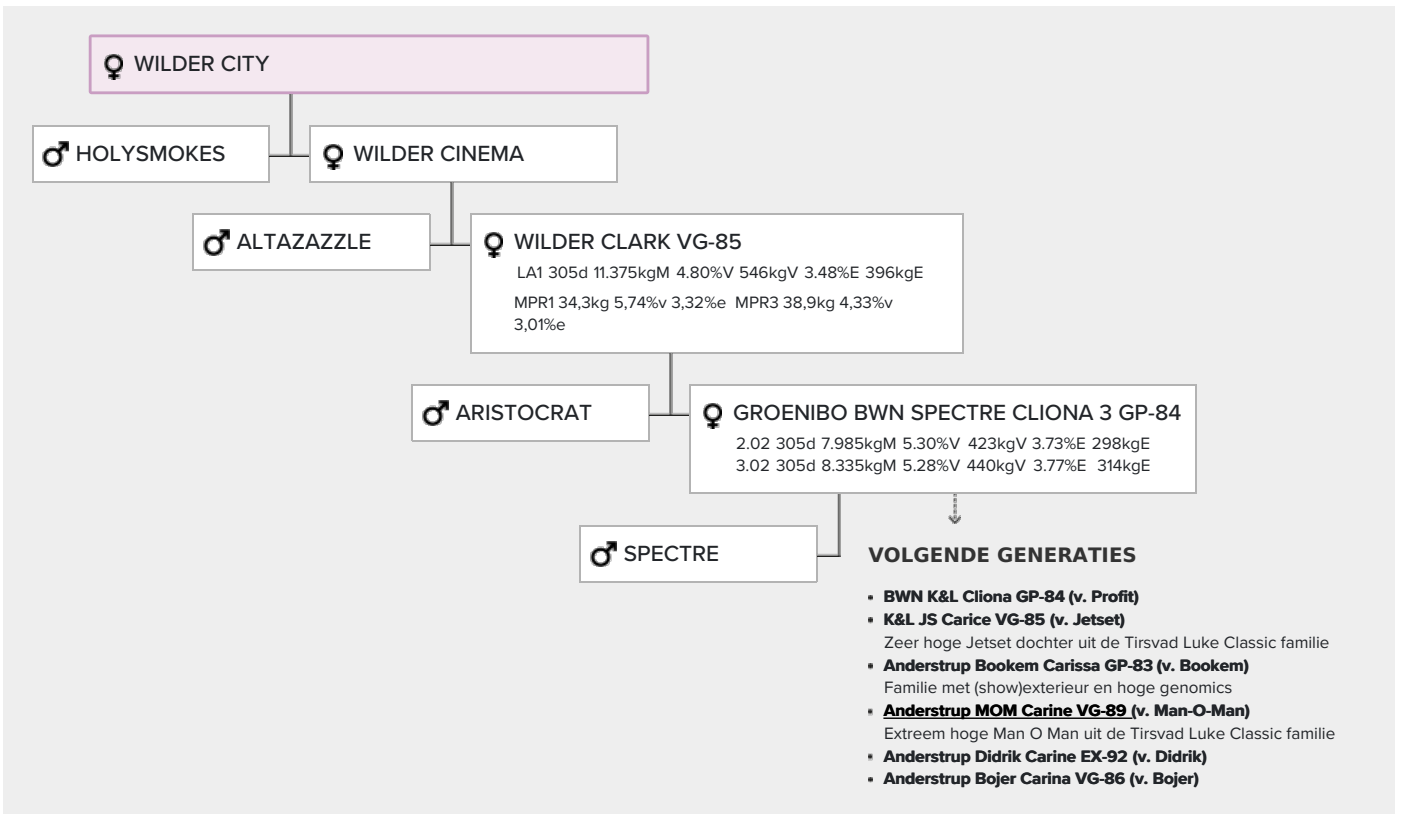 WILDER CITY
HOLYSMOKES
WILDER CINEMA
ALTAZAZZLE
WILDER CLARK VG-85
LA1 305d 11.375kgM 4.80%V 546kgV 3.48%E 396kgE
MPR1 34,3kg 5,74%v 3,32%e MPR3 38,9kg 4,33%v
3,01%e
ARISTOCRAT
GROENIBO BWN SPECTRE CLIONA 3 GP-84
2.02 305d 7.985kgM 5.30%V 423kgV 3.73%E 298kgE
3.02 305d 8.335kgM 5.28%V 440kgV 3.77%E 314kgE
SPECTRE
VOLGENDE GENERATIES
BWN K&L Cliona GP-84 (v. Profit)
K&L JS Carice VG-85 (v. Jetset)
Zeer hoge Jetset dochter uit de Tirsvad Luke Classic familie
Anderstrup Bookem Carissa GP-83 (v. Bookem)
Familie met (show)exterieur en hoge genomics
Anderstrup MOM Carine VG-89 (v. Man-O-Man)
Extreem hoge Man O Man uit de Tirsvad Luke Classic familie
Anderstrup Didrik Carine EX-92 (v. Didrik)
Anderstrup Bojer Carina VG-86 (v. Bojer)